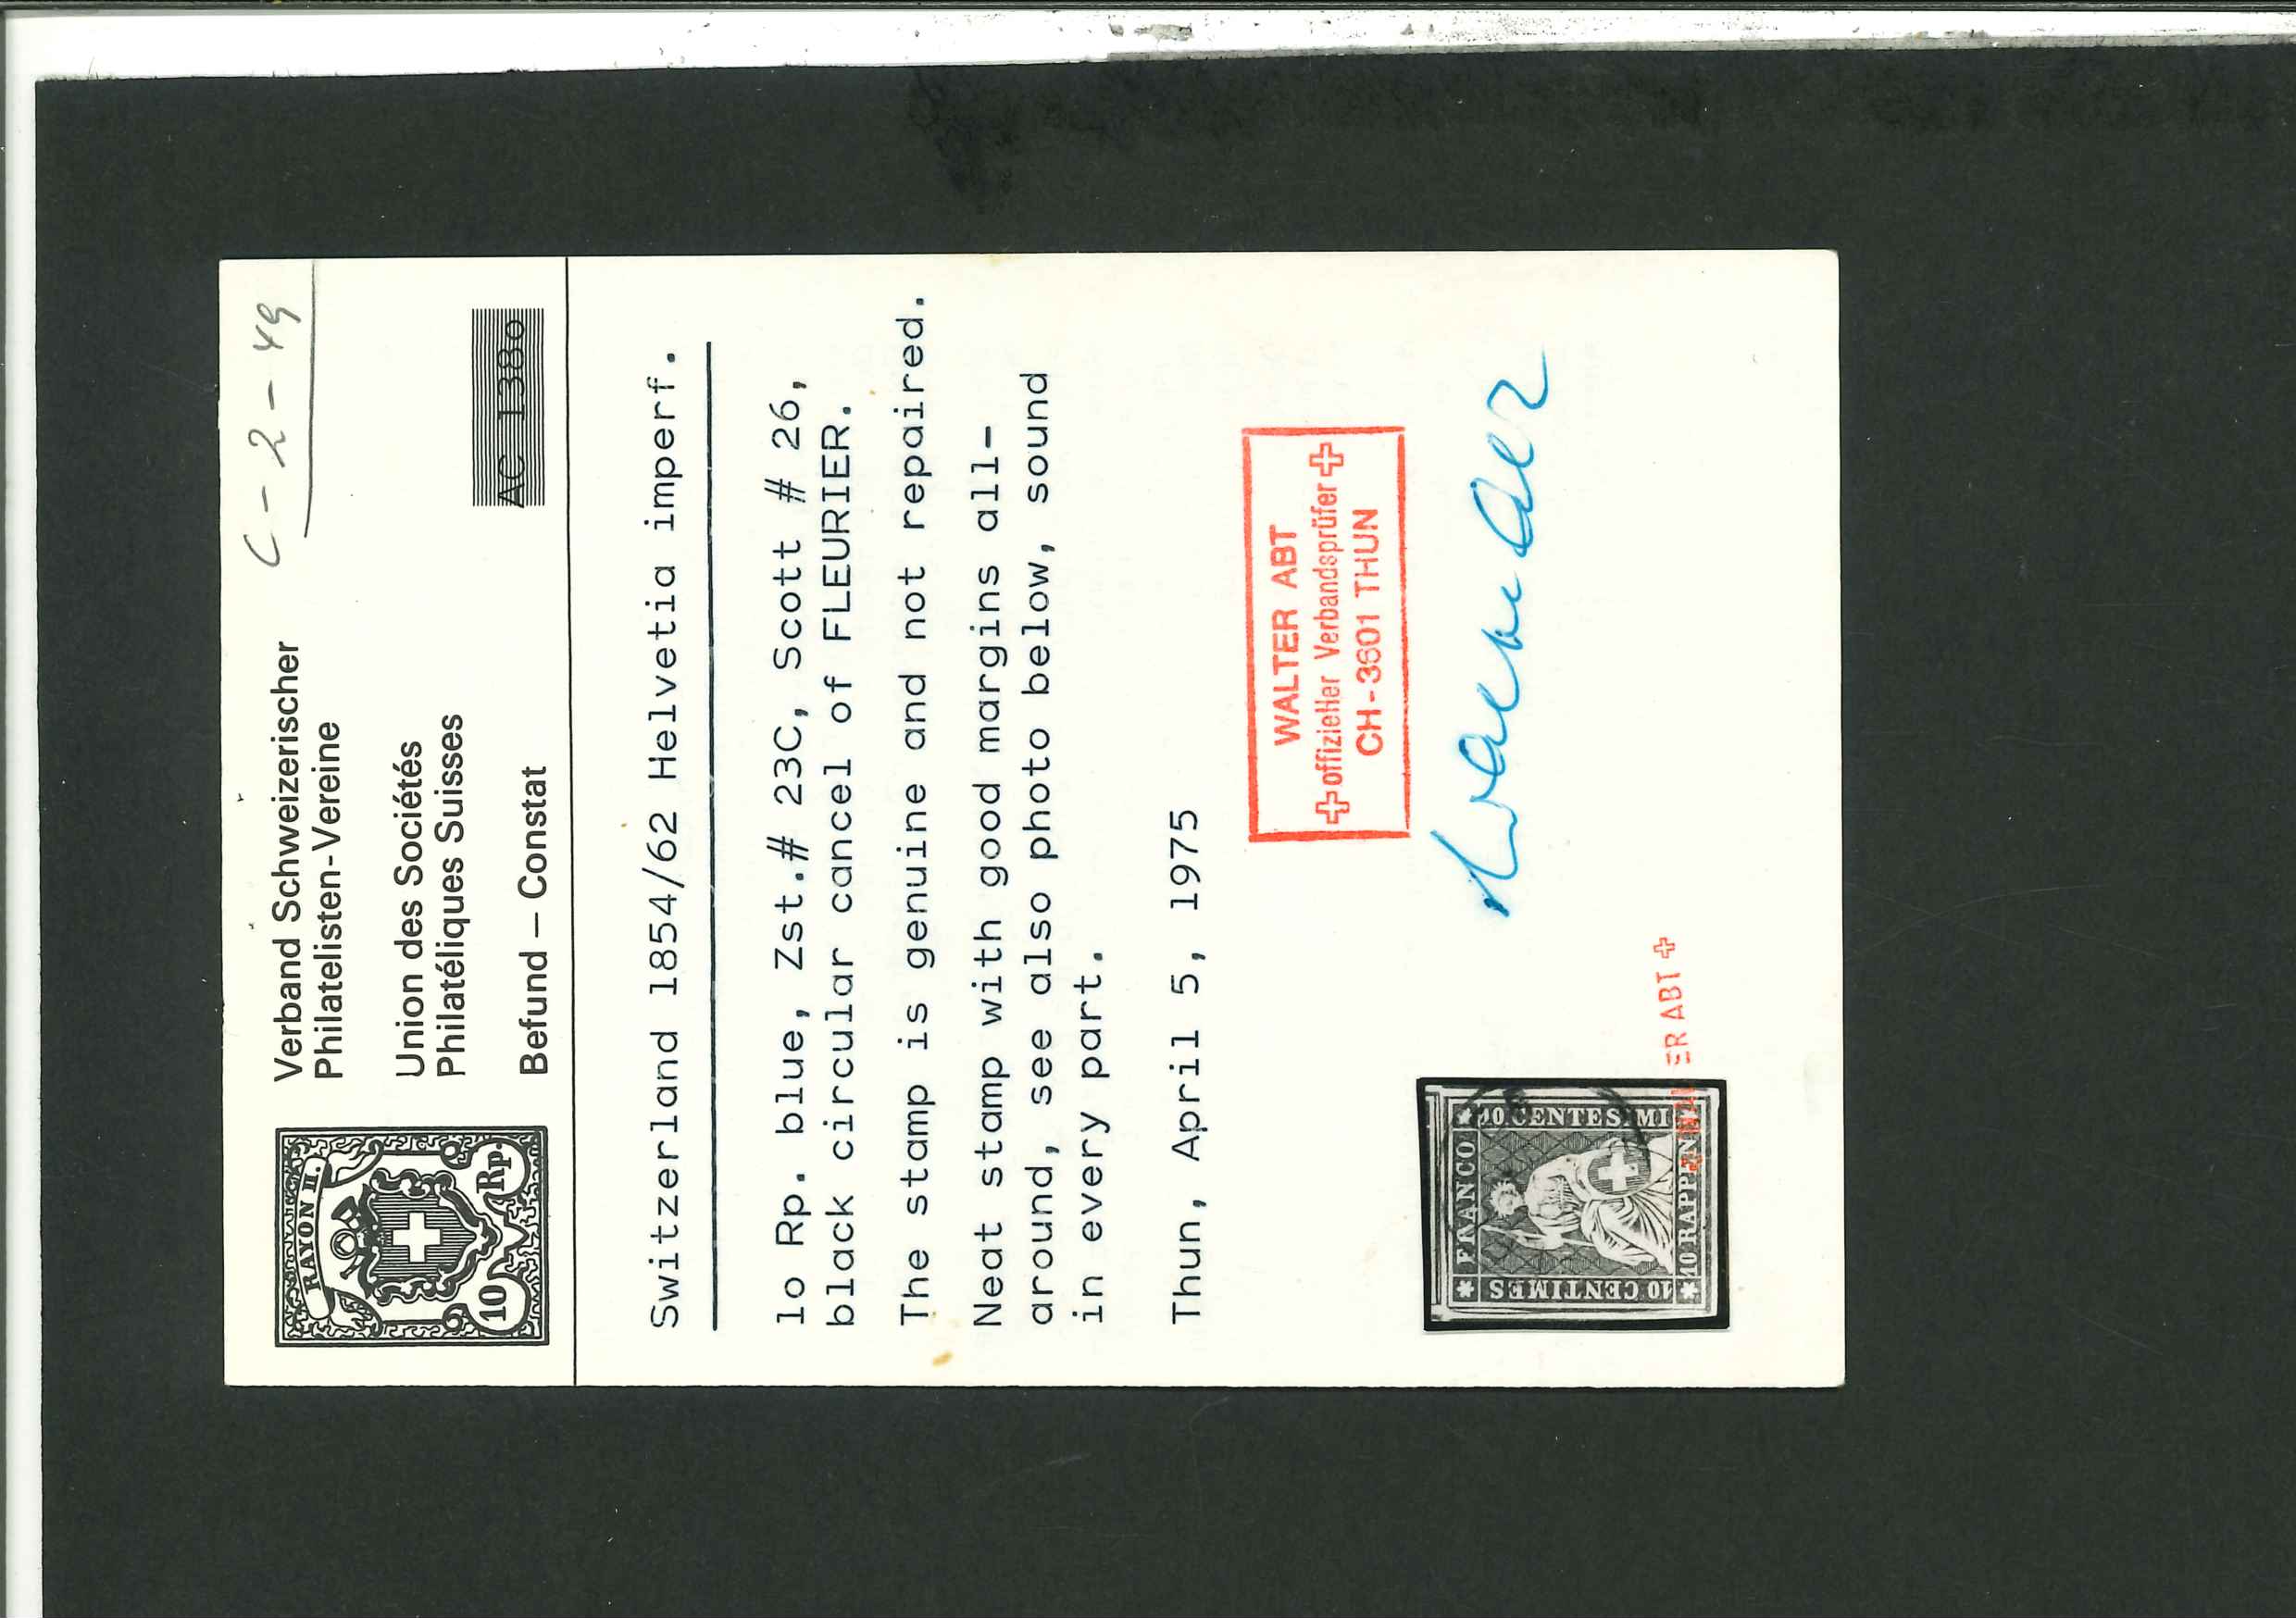 Verband Schweizerischer
Philatelisten-Vereine
Union des Sociétés
Philatéliques Suisses
Befund – Constat
C-2-49
AC 138o
RAYON II.
10 Rp.
Switzerland 1854/62 Helvetia imperf.
lo Rp. blue, Zst.# 23C, Scott # 26,
black circular cancel of FLEURIER.
The stamp is genuine and not repaired.
Neat stamp with good margins all-
around, see also photo below, sound
in every part.
Thun, April 5, 1975
WALTER ABT
offizieller Verbandsprüfer
CH-3601 THUN
FRANCO
10 CENTESIMI
10 CENTIMES
10 RAPPEN
ER ABT